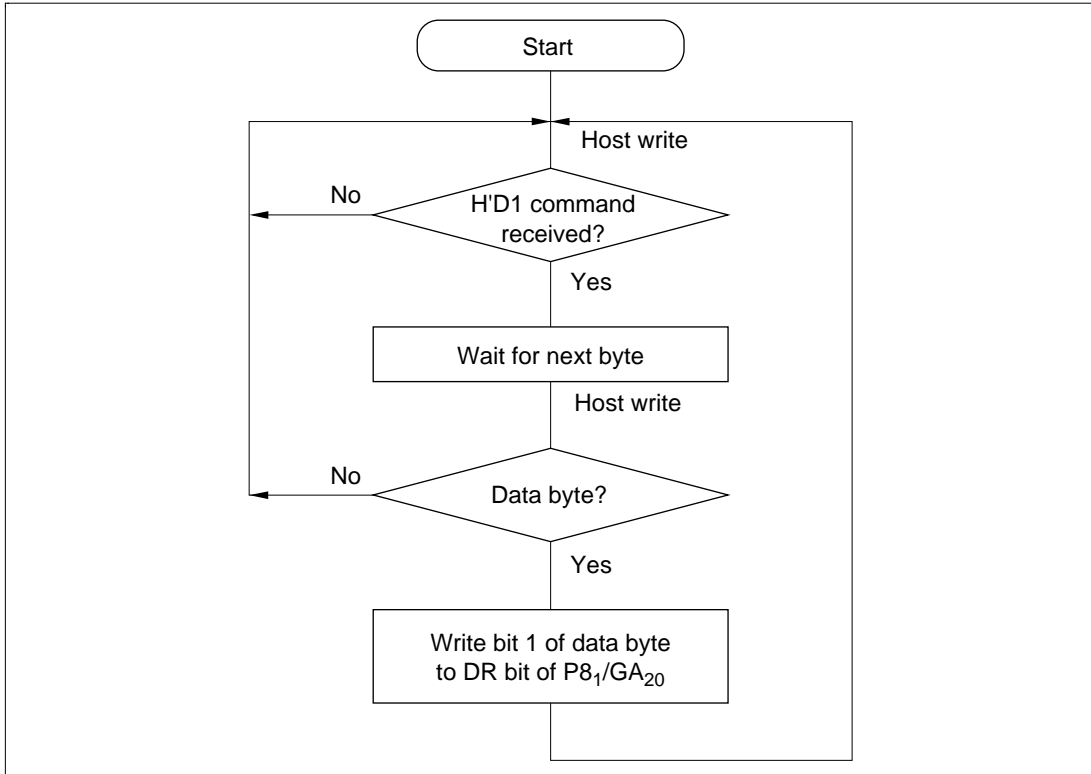 Start
Host write
No
H'D1 command
received?
Yes
Wait for next byte
Host write
No
Data byte?
Yes
Write bit 1 of data byte
to DR bit of P8₁/GA₂₀